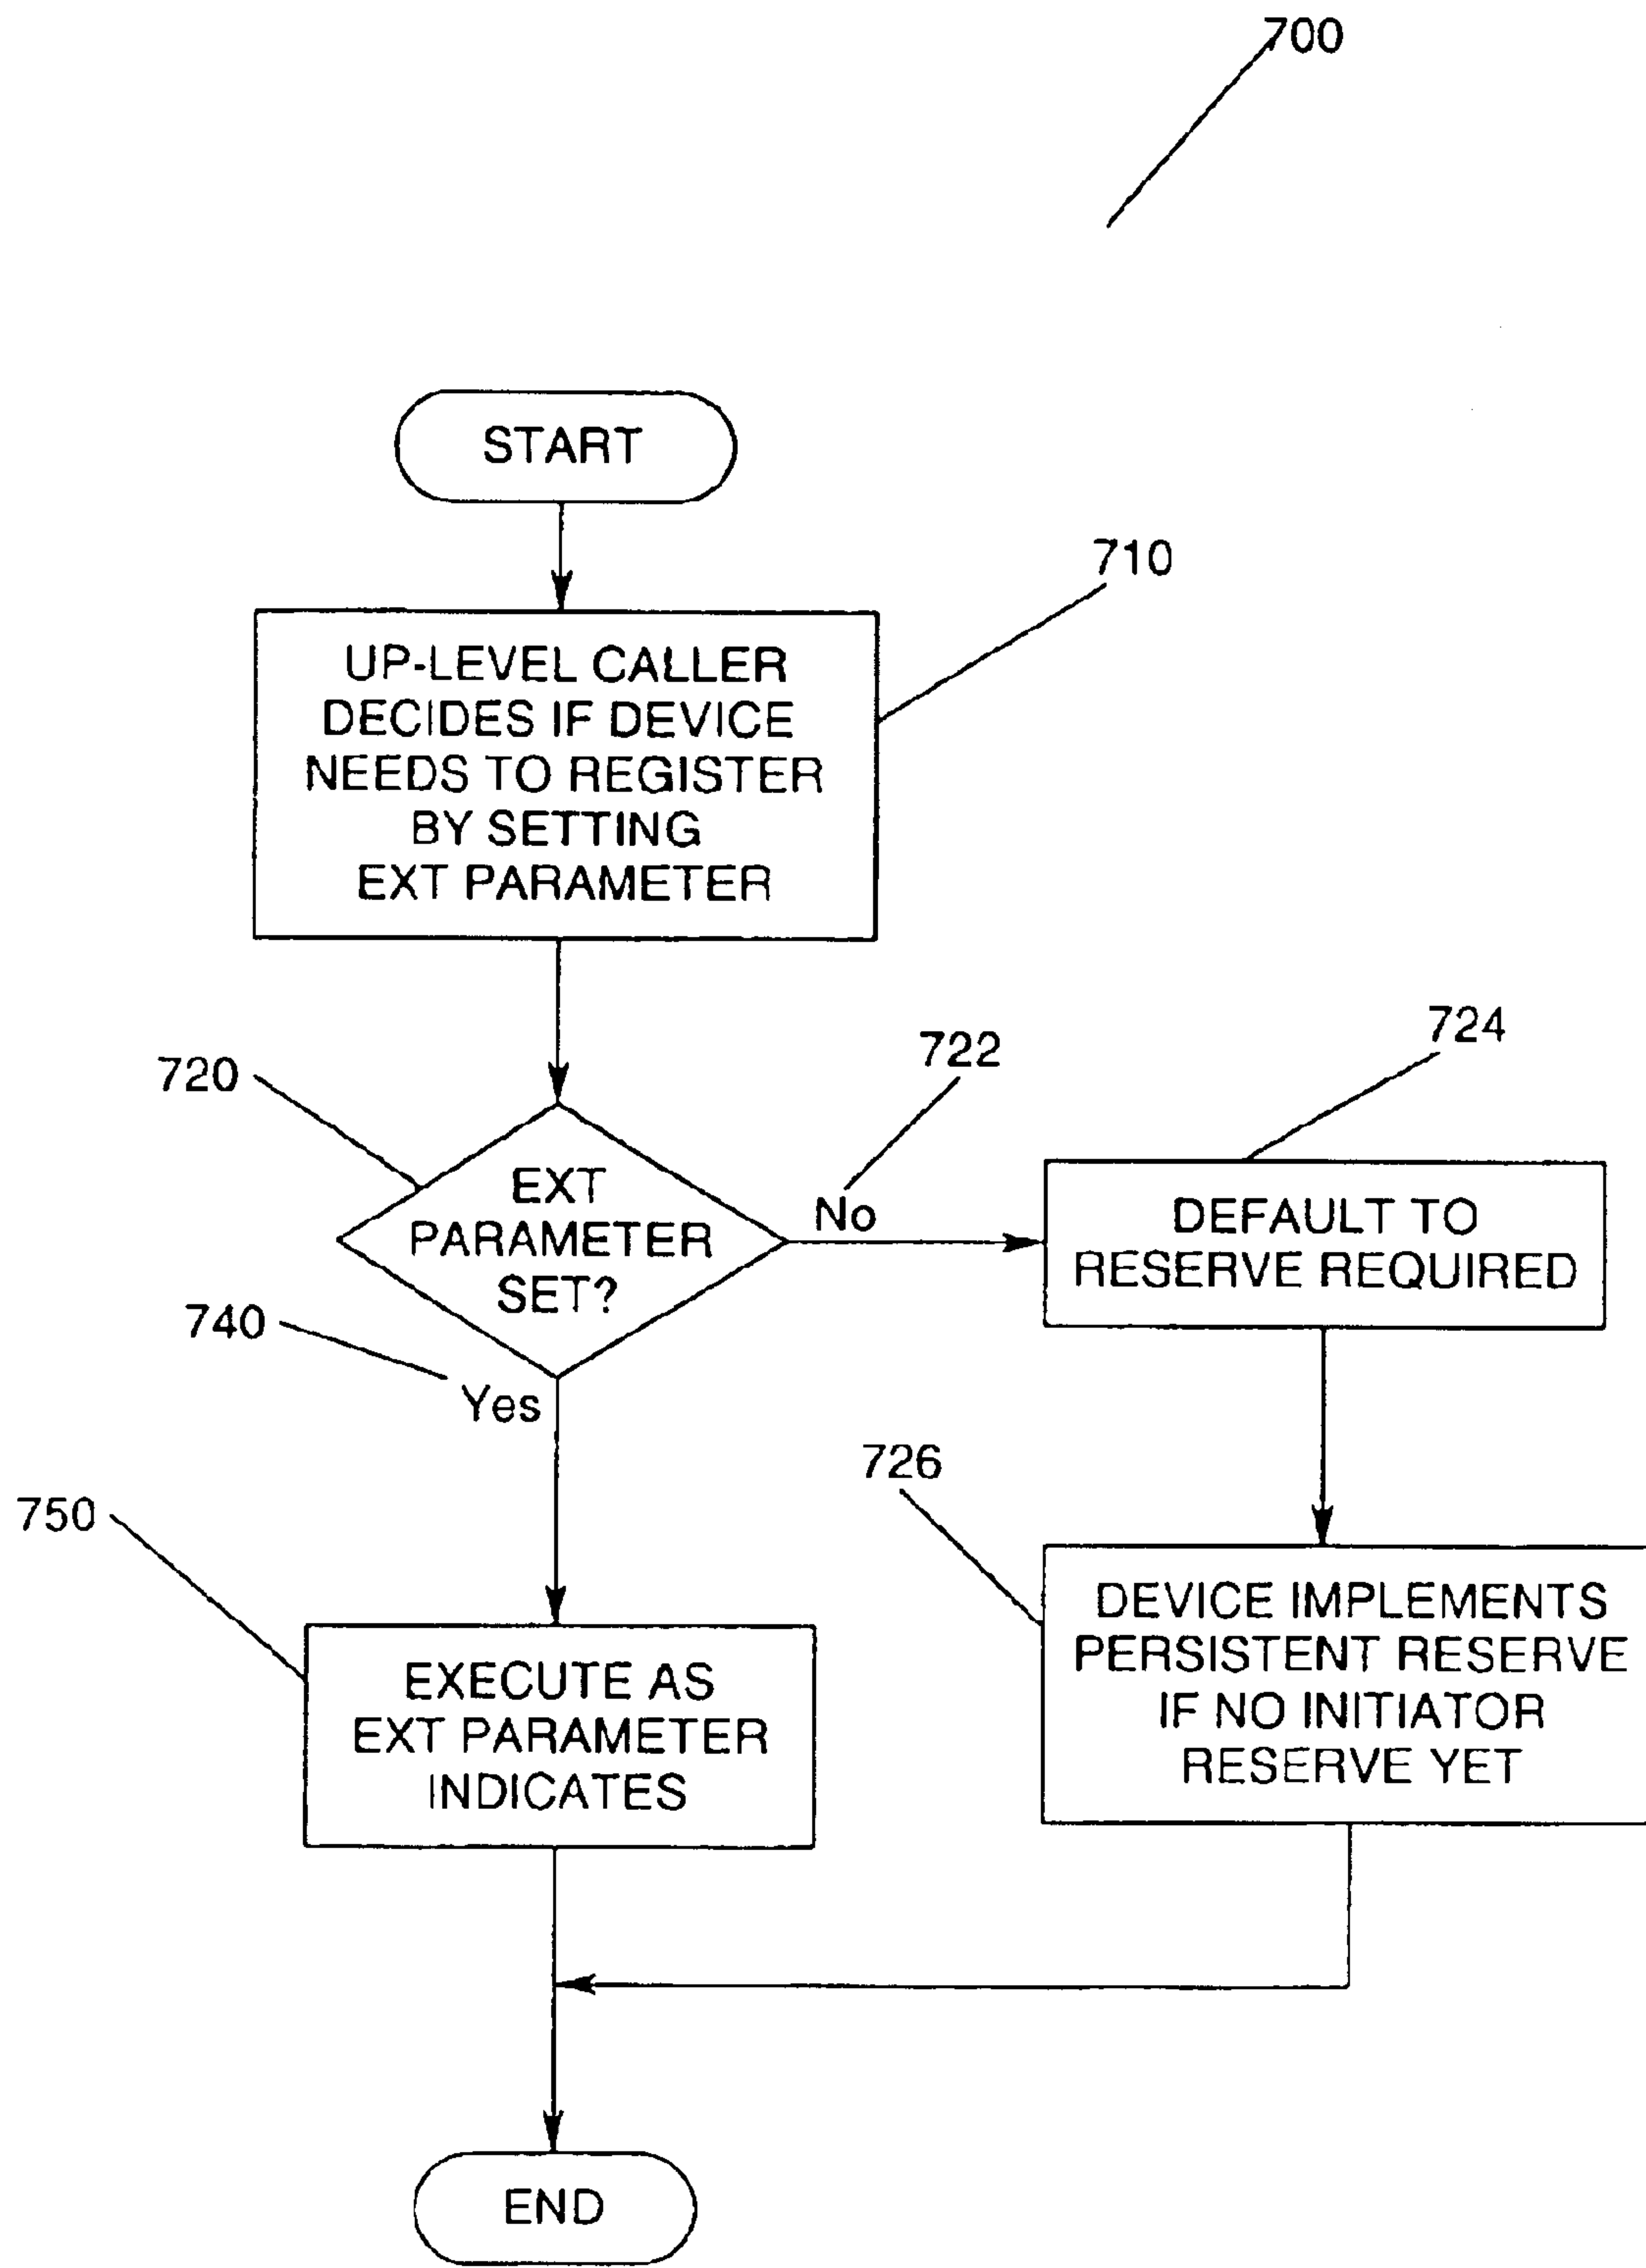 700
START
710
UP-LEVEL CALLER
DECIDES IF DEVICE
NEEDS TO REGISTER
BY SETTING
EXT PARAMETER
720
722
724
EXT
PARAMETER
SET?
No
DEFAULT TO
RESERVE REQUIRED
740
Yes
726
750
DEVICE IMPLEMENTS
PERSISTENT RESERVE
IF NO INITIATOR
RESERVE YET
EXECUTE AS
EXT PARAMETER
INDICATES
END